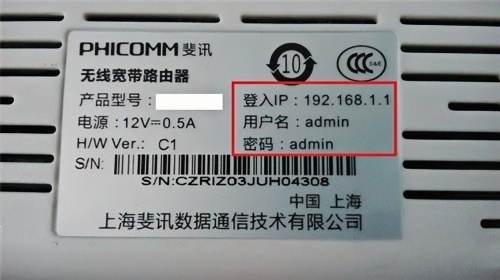 PHICOMM 斐讯
10
CCC S&E
无线宽带路由器
产品型号:
登入IP:192.168.1.1
电源:12V⎓0.5A
用户名:admin
H/W Ver.: C1
密码:admin
S/N:
S/N:CZRIZ03JUH04308
中国 上海
上海斐讯数据通信技术有限公司